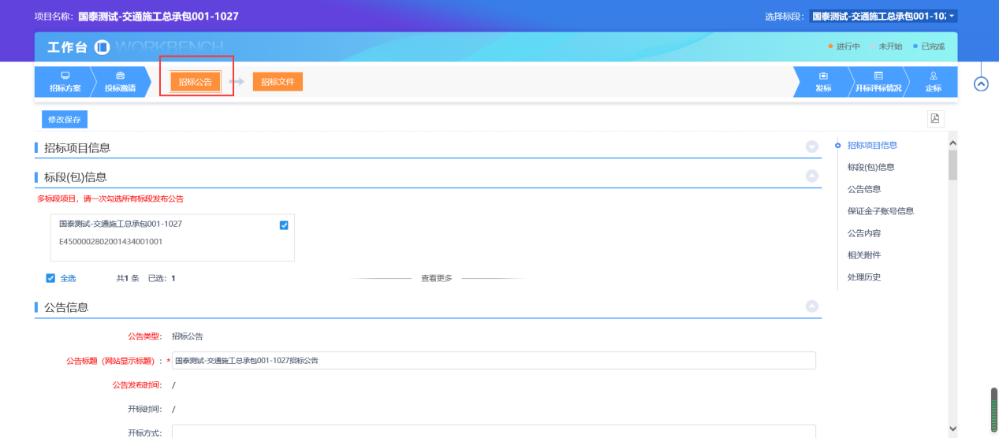 项目名称：国泰测试-交通施工总承包001-1027
选择标段：国泰测试-交通施工总承包001-10
工作台 WORKBENCH
进行中 未开始 已完成
招标方案 投标邀请 招标公告 招标文件 发标 开标评标情况 定标
修改保存
招标项目信息
标段(包)信息
多标段项目，请一次勾选所有标段发布公告
国泰测试-交通施工总承包001-1027
E4500002802001434001001
全选 共1 条 已选：1 查看更多
公告信息
公告类型： 招标公告
公告标题（网站显示标题）：* 国泰测试-交通施工总承包001-1027招标公告
公告发布时间： /
开标时间： /
开标方式：
招标项目信息
标段(包)信息
公告信息
保证金子账号信息
公告内容
相关附件
处理历史